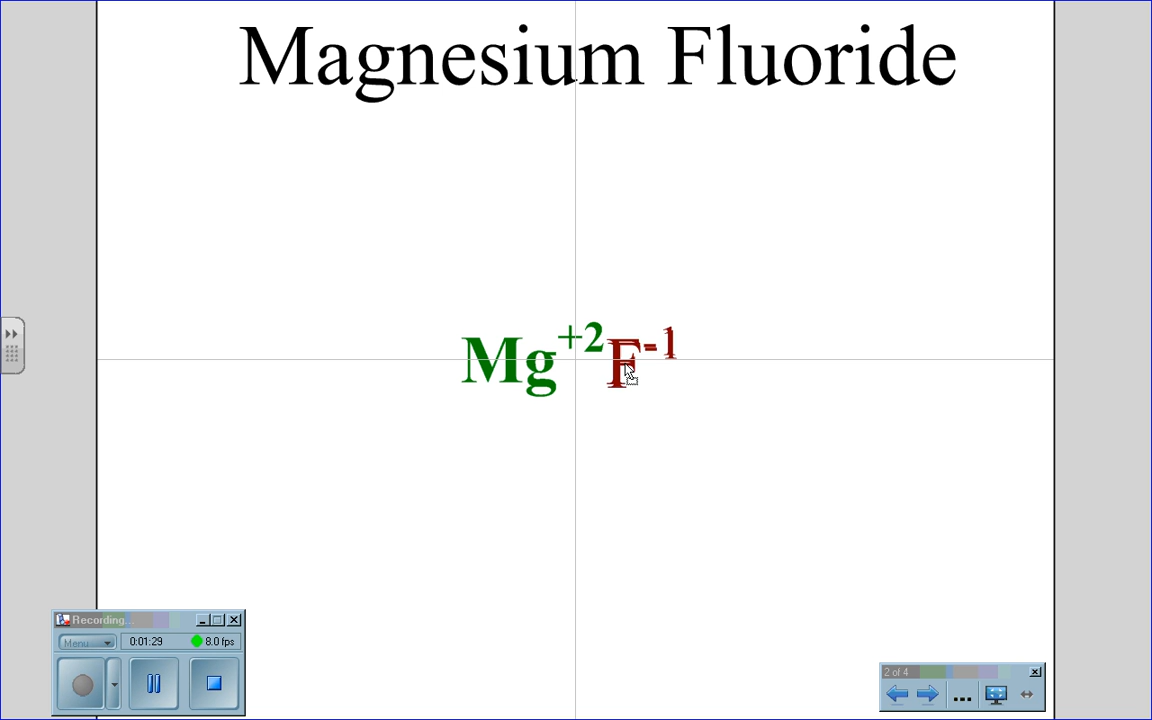 Magnesium Fluoride
Mg+2F-1
Recording...
Menu
0:01:29
8.0 fps
2 of 4
...